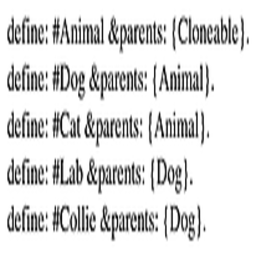 define: #Animal &parents: {Cloneable}.
define: #Dog &parents: {Animal}.
define: #Cat &parents: {Animal}.
define: #Lab &parents: {Dog}.
define: #Collie &parents: {Dog}.